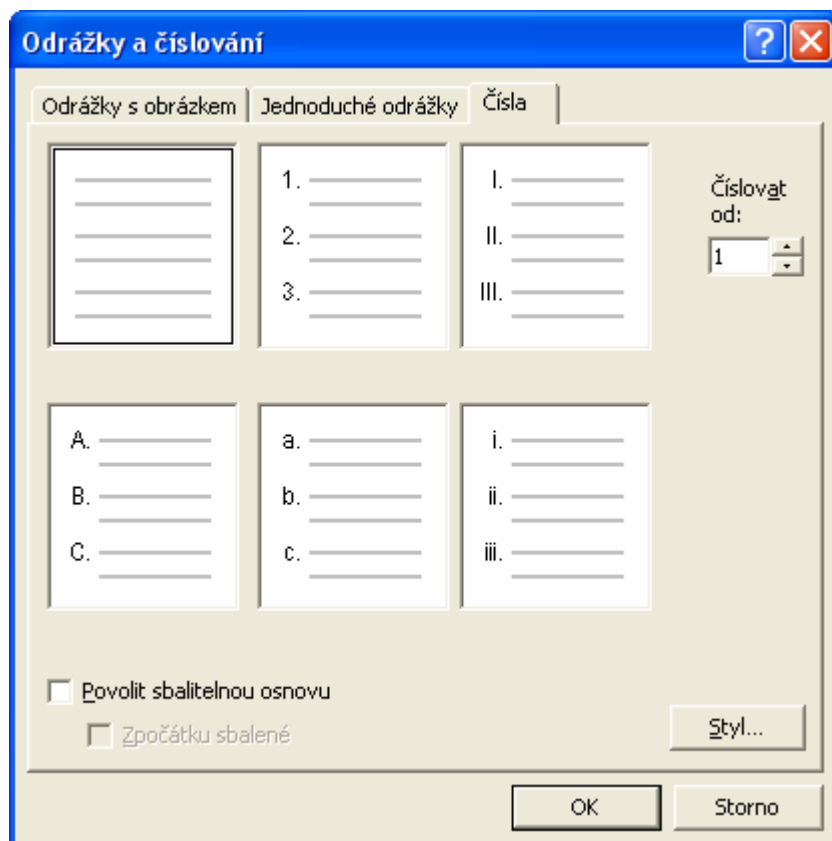 Odrážky a číslování
Odrážky s obrázkem Jednoduché odrážky Čísla
1.
2.
3.
I.
II.
III.
Číslovat
od:
1
A.
B.
C.
a.
b.
c.
i.
ii.
iii.
Povolit sbalitelnou osnovu
Zpočátku sbalené
Styl...
OK Storno